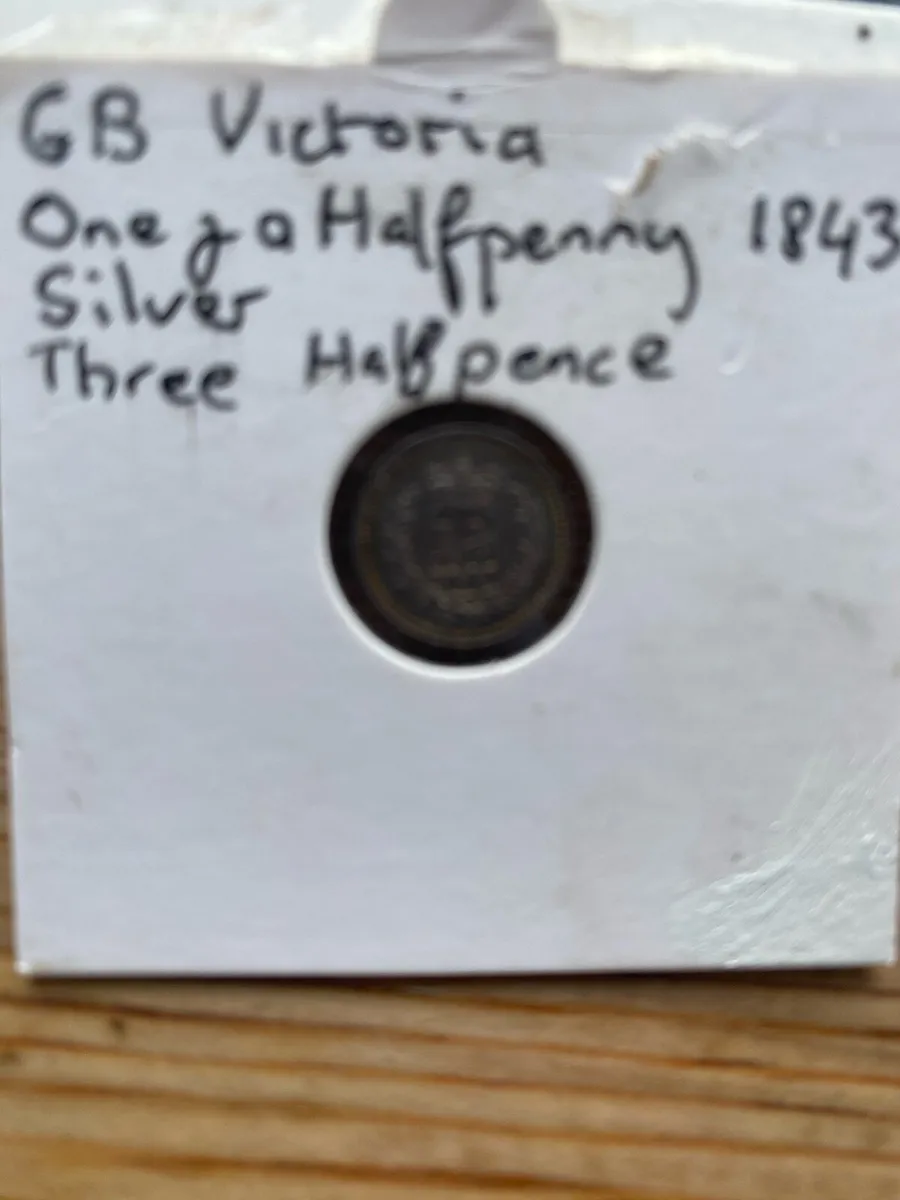 GB Victoria
One & a Halfpenny 1843
Silver
Three Halfpence